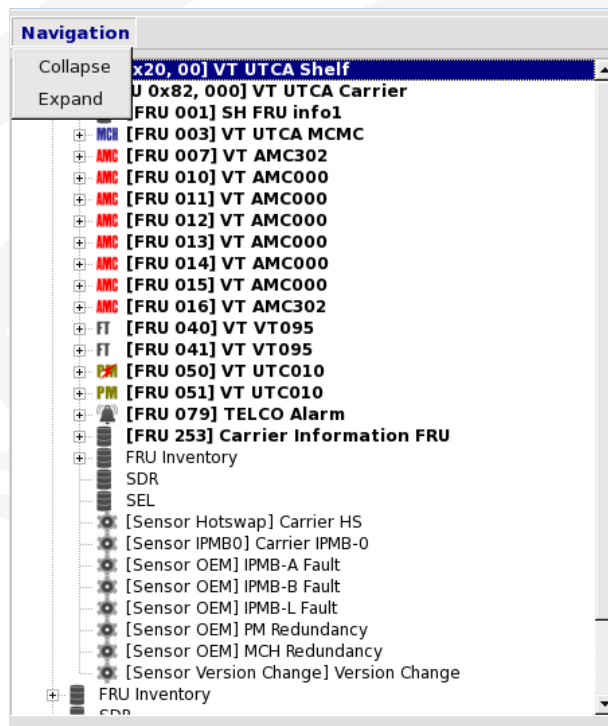 Navigation
Collapse
Expand
x20, 00] VT UTCA Shelf
U 0x82, 000] VT UTCA Carrier
[FRU 001] SH FRU info1
MCH [FRU 003] VT UTCA MCMC
AMC [FRU 007] VT AMC302
AMC [FRU 010] VT AMC000
AMC [FRU 011] VT AMC000
AMC [FRU 012] VT AMC000
AMC [FRU 013] VT AMC000
AMC [FRU 014] VT AMC000
AMC [FRU 015] VT AMC000
AMC [FRU 016] VT AMC302
FT [FRU 040] VT VT095
FT [FRU 041] VT VT095
PM [FRU 050] VT UTC010
PM [FRU 051] VT UTC010
[FRU 079] TELCO Alarm
[FRU 253] Carrier Information FRU
FRU Inventory
SDR
SEL
[Sensor Hotswap] Carrier HS
[Sensor IPMB0] Carrier IPMB-0
[Sensor OEM] IPMB-A Fault
[Sensor OEM] IPMB-B Fault
[Sensor OEM] IPMB-L Fault
[Sensor OEM] PM Redundancy
[Sensor OEM] MCH Redundancy
[Sensor Version Change] Version Change
FRU Inventory
SDR